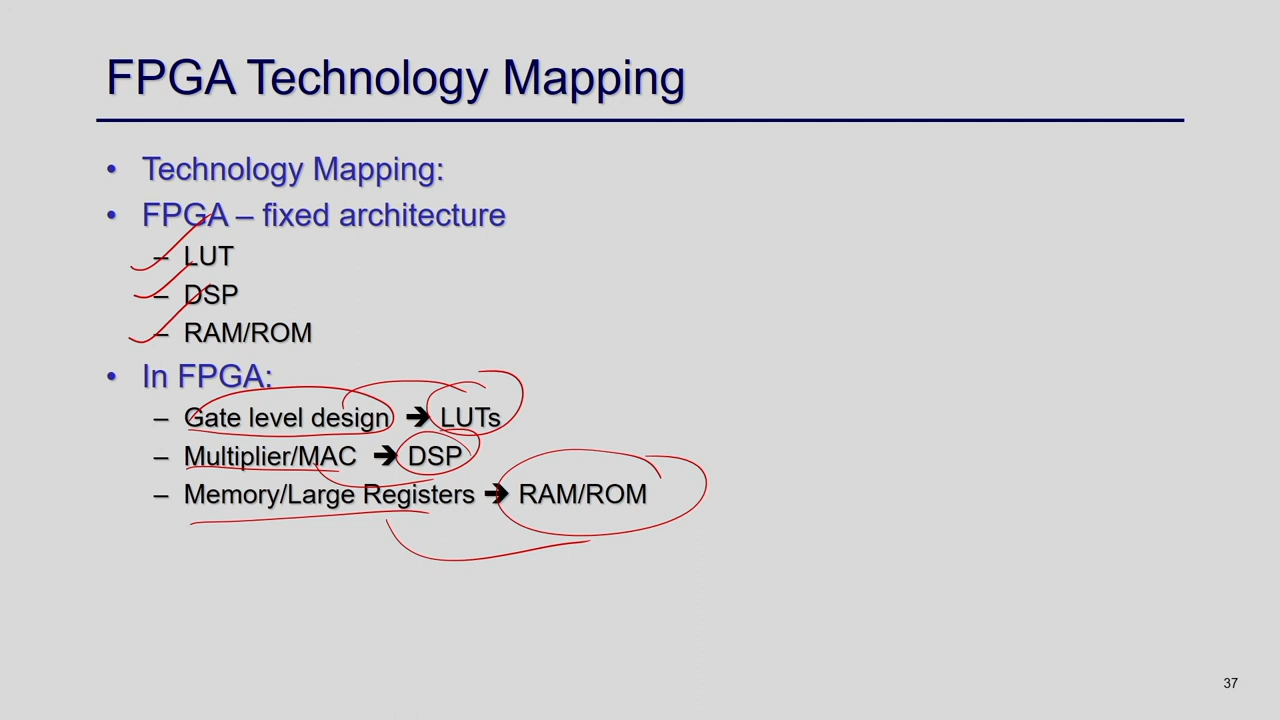 FPGA Technology Mapping
• Technology Mapping:
• FPGA – fixed architecture
– LUT
– DSP
– RAM/ROM
• In FPGA:
– Gate level design ➔ LUTs
– Multiplier/MAC ➔ DSP
– Memory/Large Registers ➔ RAM/ROM
37